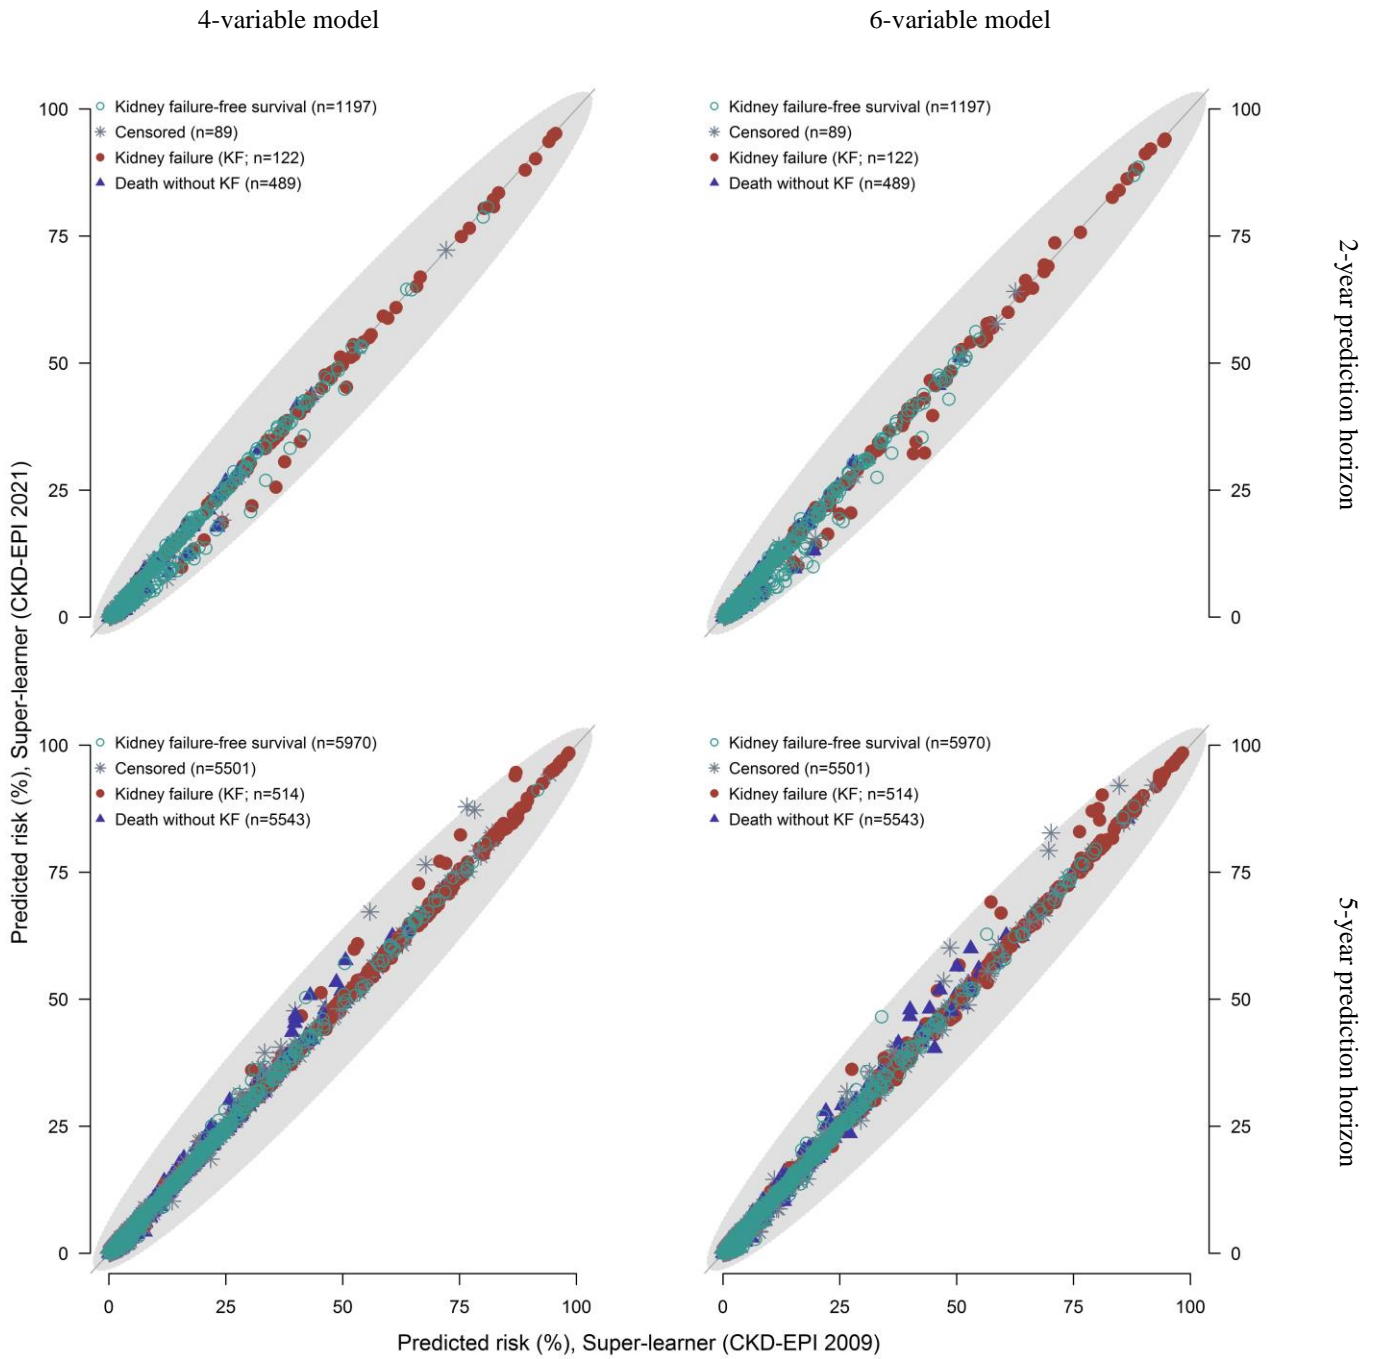 4-variable model
6-variable model
Kidney failure-free survival (n=1197)
Censored (n=89)
Kidney failure (KF; n=122)
Death without KF (n=489)
100
75
50
25
0
Kidney failure-free survival (n=1197)
Censored (n=89)
Kidney failure (KF; n=122)
Death without KF (n=489)
100
75
50
25
0
2-year prediction horizon
Predicted risk (%), Super-learner (CKD-EPI 2021)
Kidney failure-free survival (n=5970)
Censored (n=5501)
Kidney failure (KF; n=514)
Death without KF (n=5543)
100
75
50
25
0
0 25 50 75 100
Kidney failure-free survival (n=5970)
Censored (n=5501)
Kidney failure (KF; n=514)
Death without KF (n=5543)
100
75
50
25
0
0 25 50 75 100
5-year prediction horizon
Predicted risk (%), Super-learner (CKD-EPI 2009)